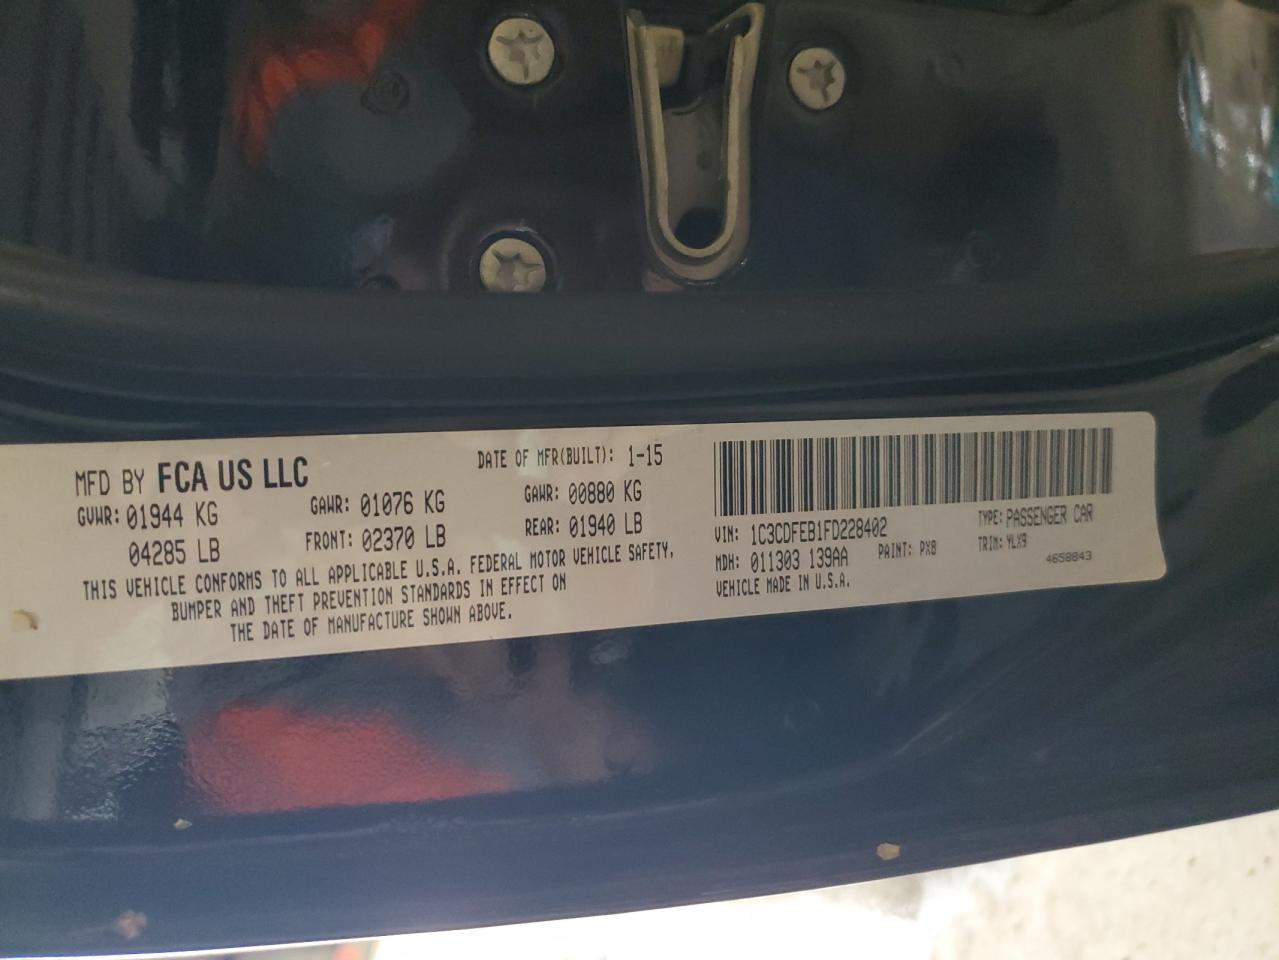 MFD BY FCA US LLC
DATE OF MFR(BUILT): 1-15
GVWR: 01944 KG
04285 LB
GAWR: 01076 KG
FRONT: 02370 LB
GAWR: 00880 KG
REAR: 01940 LB
THIS VEHICLE CONFORMS TO ALL APPLICABLE U.S.A. FEDERAL MOTOR VEHICLE SAFETY,
BUMPER AND THEFT PREVENTION STANDARDS IN EFFECT ON
THE DATE OF MANUFACTURE SHOWN ABOVE.
VIN: 1C3CDFEB1FD228402
TYPE: PASSENGER CAR
MDH: 011303 139AA
PAINT: PX8
TRIM: YLX9
VEHICLE MADE IN U.S.A.
4658843